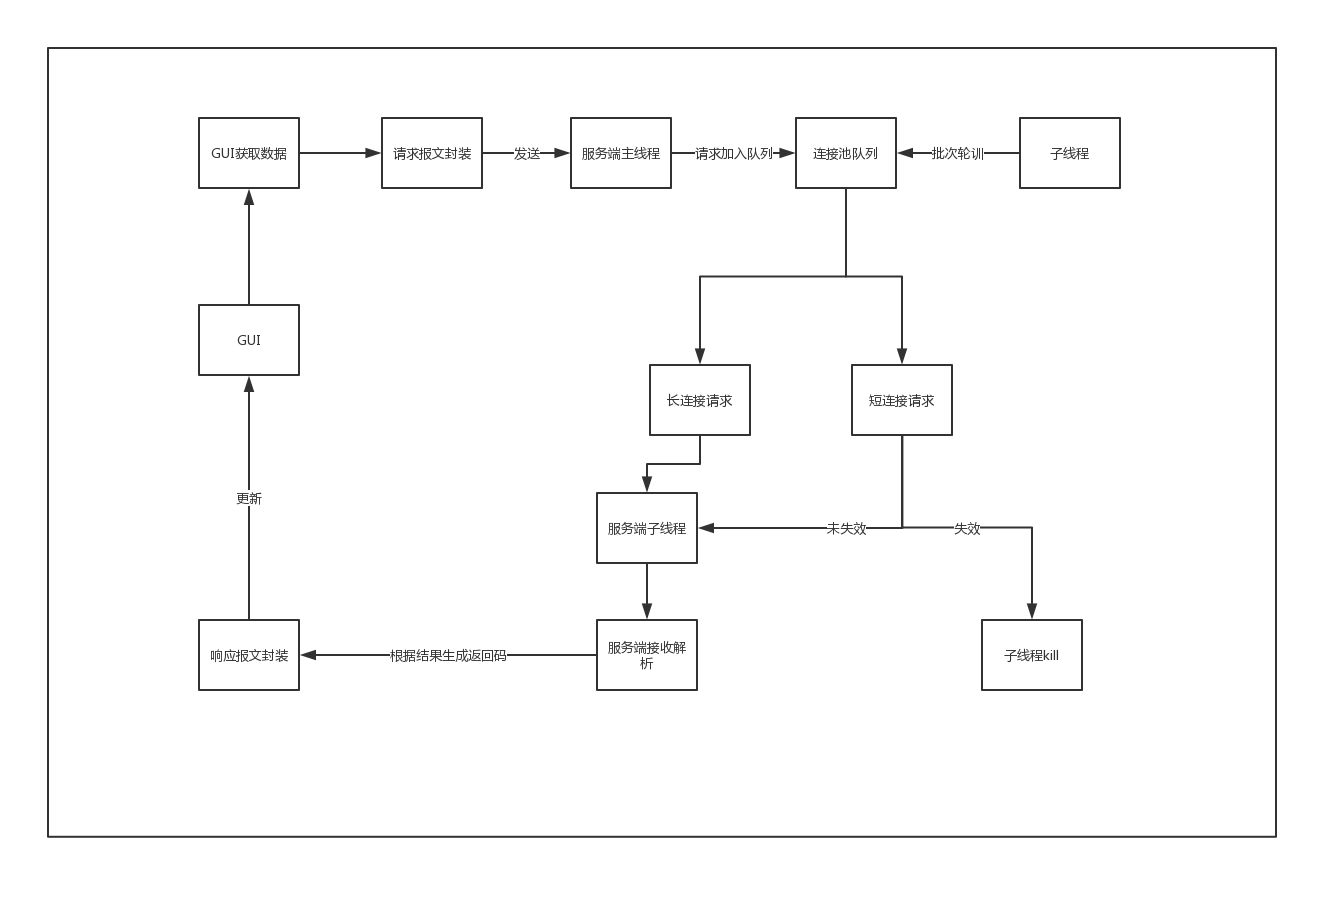 GUI获取数据
请求报文封装
发送
服务端主线程
请求加入队列
连接池队列
批次轮训
子线程
GUI
长连接请求
短连接请求
更新
服务端子线程
未失效
失效
响应报文封装
根据结果生成返回码
服务端接收解
析
子线程kill